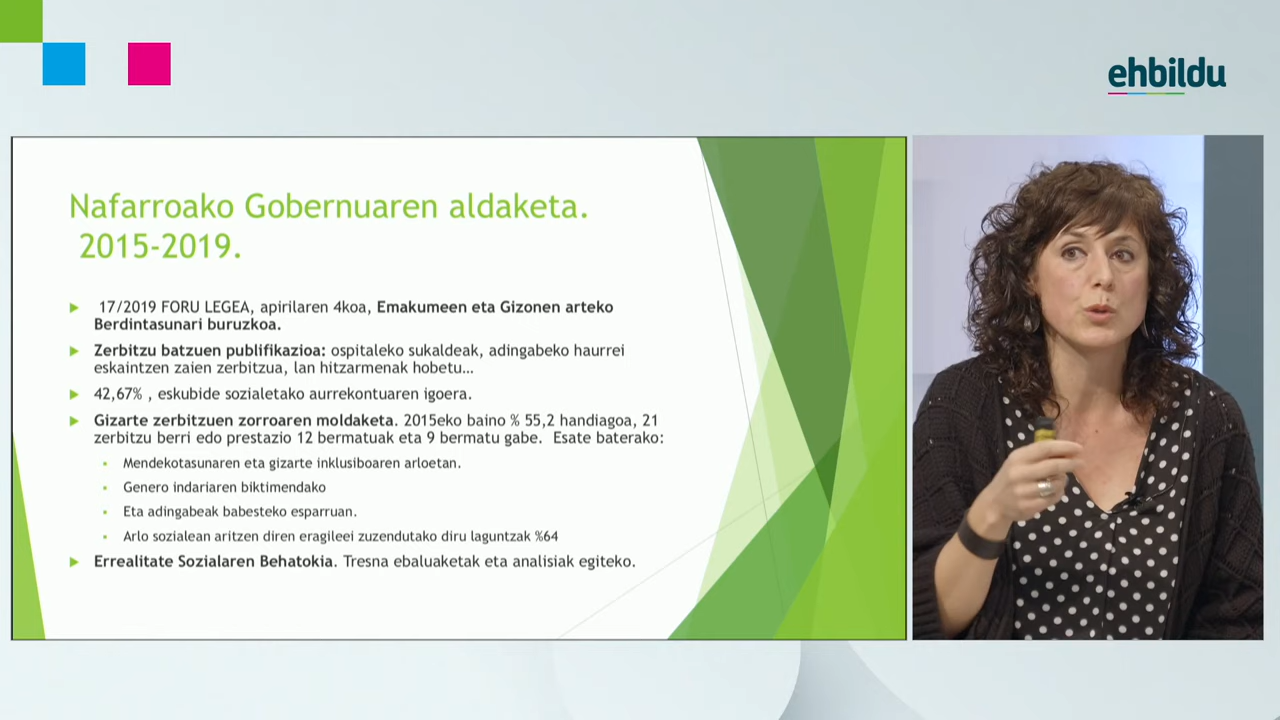 ehbildu
Nafarroako Gobernuaren aldaketa.
2015-2019.
17/2019 FORU LEGEA, apirilaren 4koa, Emakumeen eta Gizonen arteko
Berdintasunari buruzkoa.
Zerbitzu batzuen publifikazioa: ospitaleko sukaldeak, adingabeko haurrei
eskaintzen zaien zerbitzua, lan hitzarmenak hobetu…
42,67% , eskubide sozialetako aurrekontuaren igoera.
Gizarte zerbitzuen zorroaren moldaketa. 2015eko baino % 55,2 handiagoa, 21
zerbitzu berri edo prestazio 12 bermatuak eta 9 bermatu gabe. Esate baterako:
Mendekotasunaren eta gizarte inklusiboaren arloetan.
Genero indariaren biktimendako
Eta adingabeak babesteko esparruan.
Arlo sozialean aritzen diren eragileei zuzendutako diru laguntzak %64
Errealitate Sozialaren Behatokia. Tresna ebaluaketak eta analisiak egiteko.